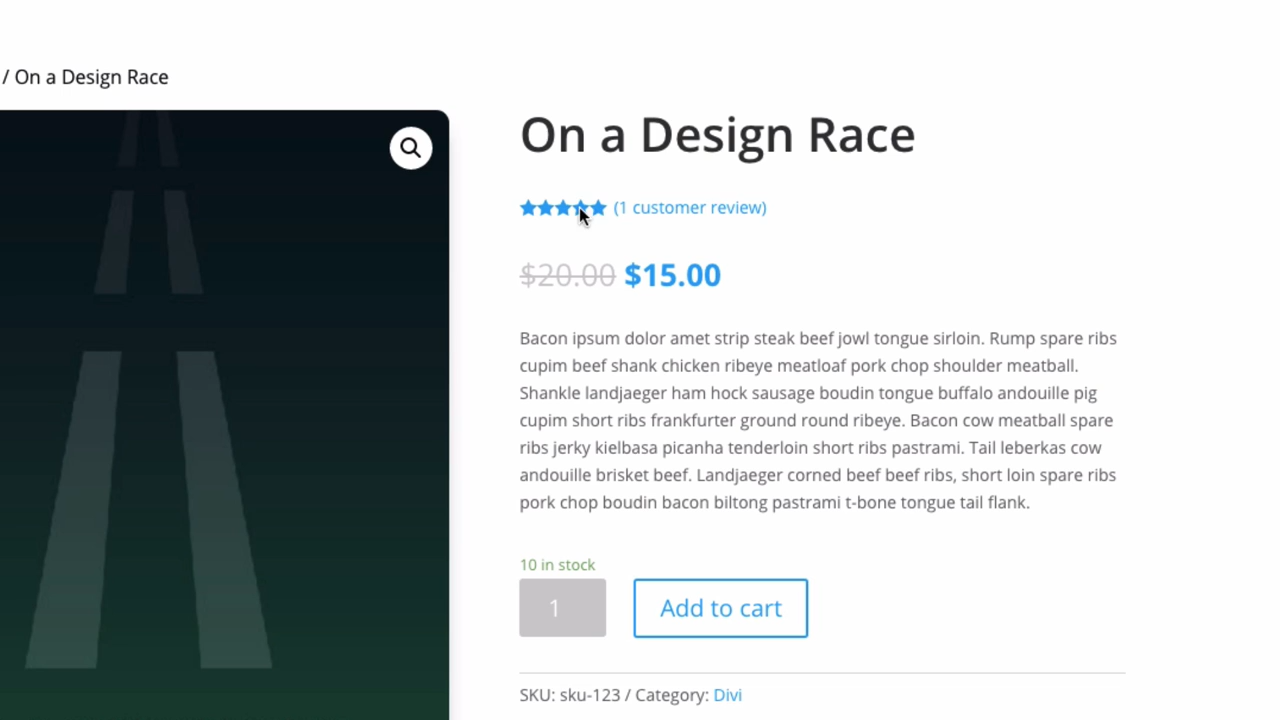 / On a Design Race
On a Design Race
(1 customer review)
$20.00 $15.00
Bacon ipsum dolor amet strip steak beef jowl tongue sirloin. Rump spare ribs
cupim beef shank chicken ribeye meatloaf pork chop shoulder meatball.
Shankle landjaeger ham hock sausage boudin tongue buffalo andouille pig
cupim short ribs frankfurter ground round ribeye. Bacon cow meatball spare
ribs jerky kielbasa picanha tenderloin short ribs pastrami. Tail leberkas cow
andouille brisket beef. Landjaeger corned beef beef ribs, short loin spare ribs
pork chop boudin bacon biltong pastrami t-bone tongue tail flank.
10 in stock
1 Add to cart
SKU: sku-123 / Category: Divi